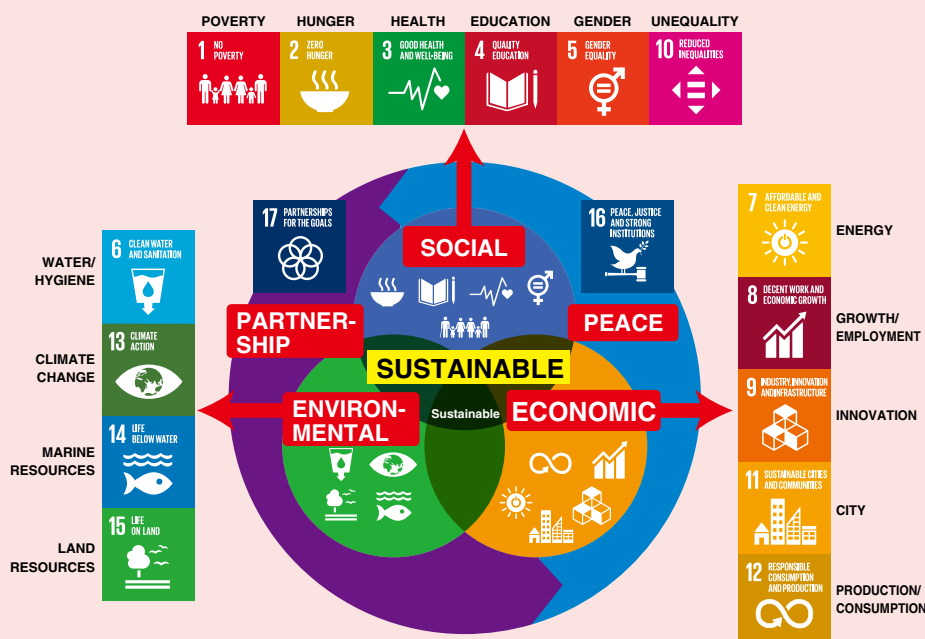 POVERTY
HUNGER
HEALTH
EDUCATION
GENDER
UNEQUALITY
1 NO
POVERTY
2 ZERO
HUNGER
3 GOOD HEALTH
AND WELL-BEING
4 QUALITY
EDUCATION
5 GENDER
EQUALITY
10 REDUCED
INEQUALITIES
17 PARTNERSHIPS
FOR THE GOALS
16 PEACE, JUSTICE
AND STRONG
INSTITUTIONS
SOCIAL
PARTNER-
SHIP
PEACE
SUSTAINABLE
ENVIRON-
MENTAL
Sustainable
ECONOMIC
WATER/
HYGIENE
6 CLEAN WATER
AND SANITATION
CLIMATE
CHANGE
13 CLIMATE
ACTION
MARINE
RESOURCES
14 LIFE
BELOW WATER
LAND
RESOURCES
15 LIFE
ON LAND
7 AFFORDABLE AND
CLEAN ENERGY
ENERGY
8 DECENT WORK AND
ECONOMIC GROWTH
GROWTH/
EMPLOYMENT
9 INDUSTRY, INNOVATION
AND INFRASTRUCTURE
INNOVATION
11 SUSTAINABLE CITIES
AND COMMUNITIES
CITY
12 RESPONSIBLE
CONSUMPTION
AND PRODUCTION
PRODUCTION/
CONSUMPTION